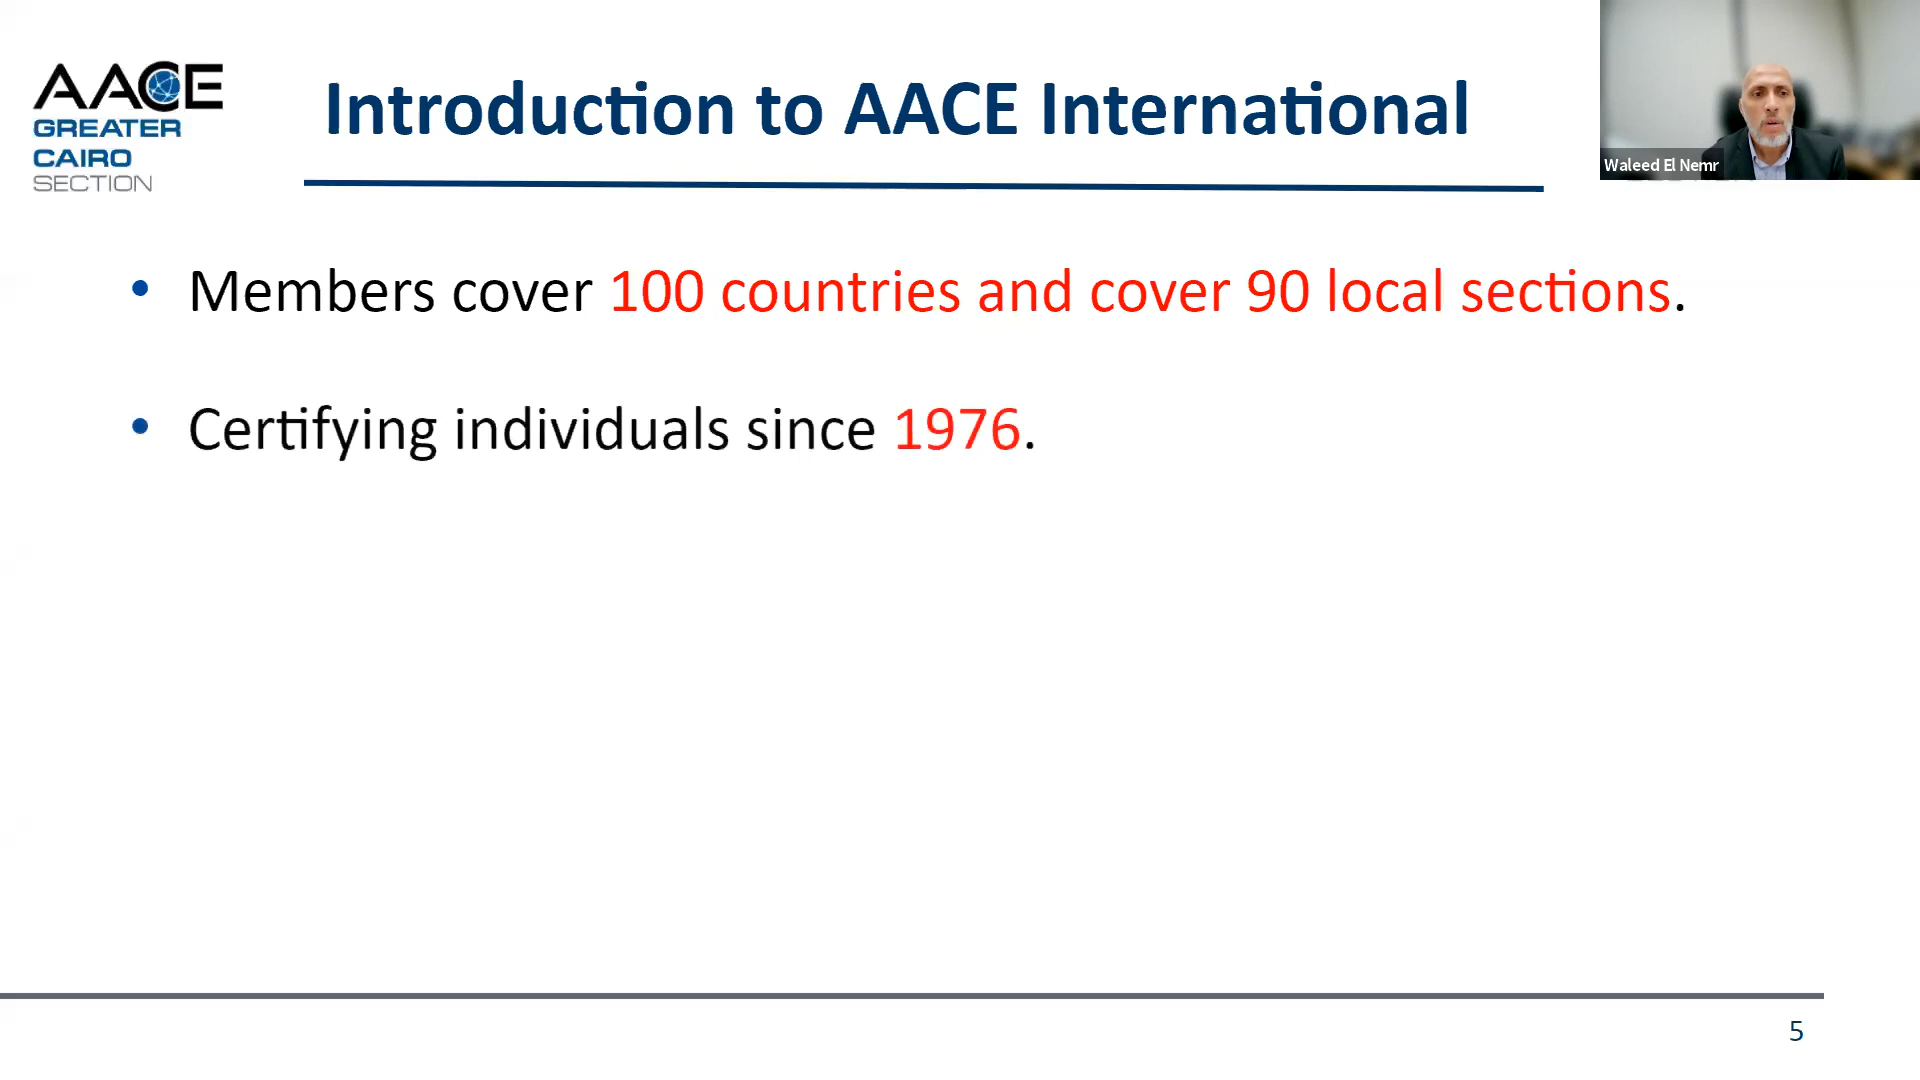 AACE
GREATER
CAIRO
SECTION
Introduction to AACE International
Waleed El Nemr
• Members cover 100 countries and cover 90 local sections.
• Certifying individuals since 1976.
5